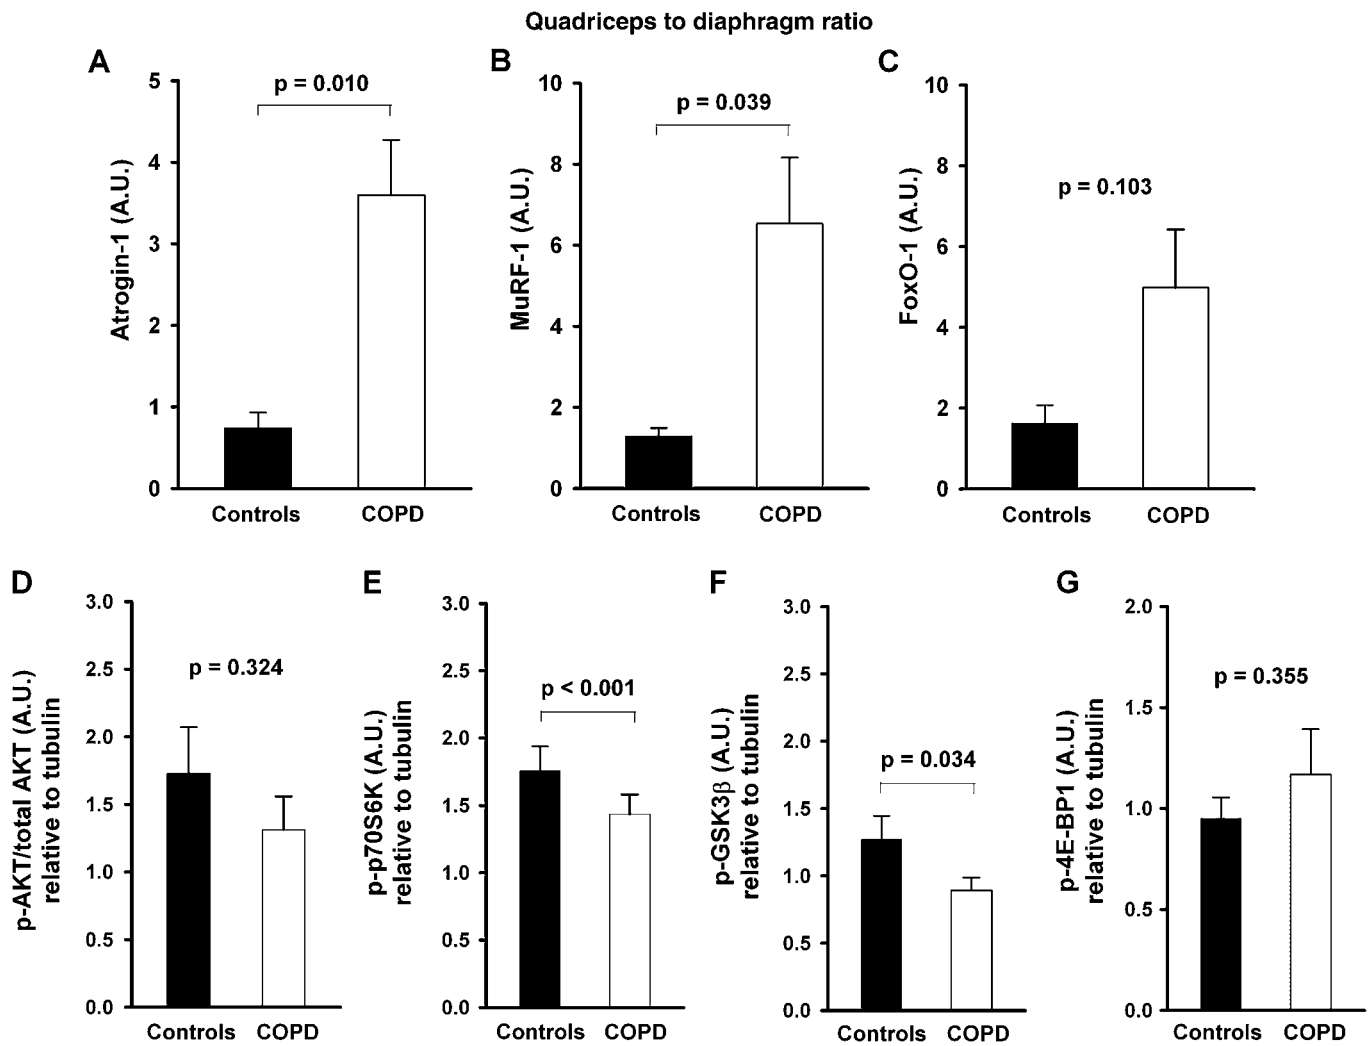 Quadriceps to diaphragm ratio
A
Atrogin-1 (A.U.)
5
4
3
2
1
0
p = 0.010
Controls COPD
B
MuRF-1 (A.U.)
10
8
6
4
2
0
p = 0.039
Controls COPD
C
FoxO-1 (A.U.)
10
8
6
4
2
0
p = 0.103
Controls COPD
D
p-AKT/total AKT (A.U.)
relative to tubulin
3.0
2.5
2.0
1.5
1.0
0.5
0.0
p = 0.324
Controls COPD
E
p-p70S6K (A.U.)
relative to tubulin
3.0
2.5
2.0
1.5
1.0
0.5
0.0
p < 0.001
Controls COPD
F
p-GSK3β (A.U.)
relative to tubulin
3.0
2.5
2.0
1.5
1.0
0.5
0.0
p = 0.034
Controls COPD
G
p-4E-BP1 (A.U.)
relative to tubulin
2.0
1.5
1.0
0.5
0.0
p = 0.355
Controls COPD